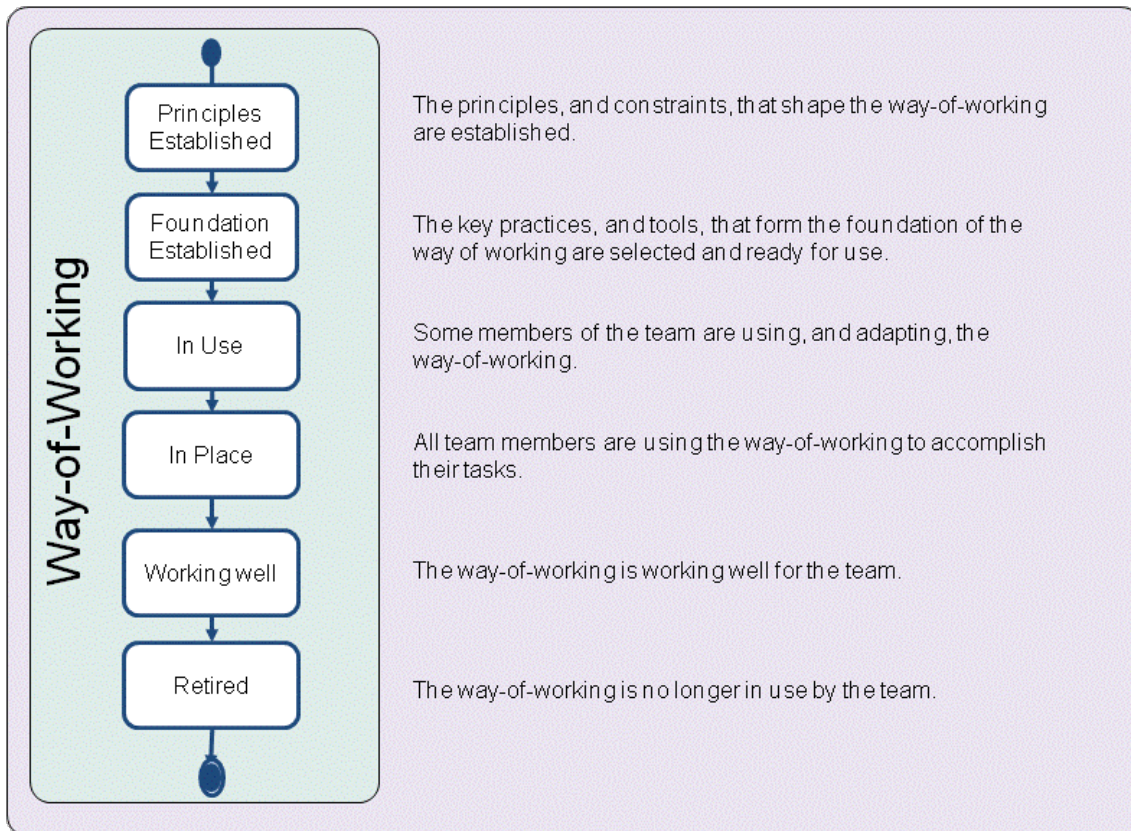 Way-of-Working
Principles
Established
The principles, and constraints, that shape the way-of-working
are established.
Foundation
Established
The key practices, and tools, that form the foundation of the
way of working are selected and ready for use.
In Use
Some members of the team are using, and adapting, the
way-of-working.
In Place
All team members are using the way-of-working to accomplish
their tasks.
Working well
The way-of-working is working well for the team.
Retired
The way-of-working is no longer in use by the team.